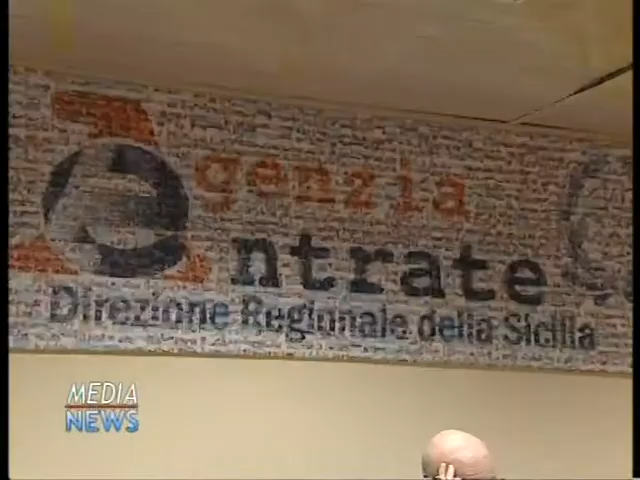 genzia
ntrate
Direzione Regionale della Sicilia
MEDIA
NEWS